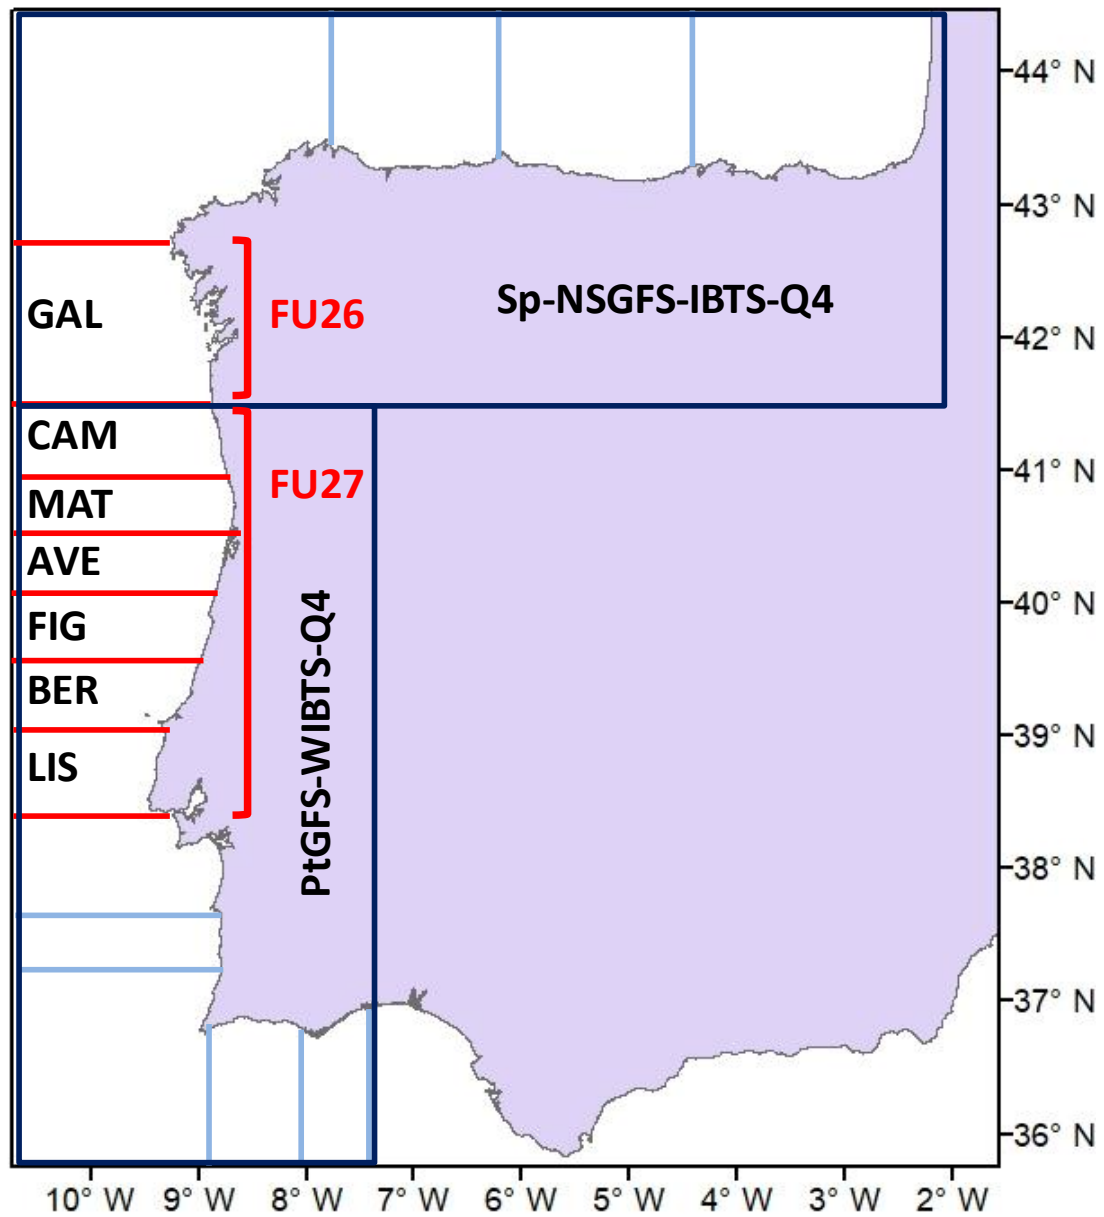 44° N
43° N
GAL
FU26
Sp-NSGFS-IBTS-Q4
42° N
CAM
FU27
41° N
MAT
AVE
40° N
FIG
PtGFS-WIBTS-Q4
BER
39° N
LIS
38° N
37° N
36° N
10° W 9° W 8° W 7° W 6° W 5° W 4° W 3° W 2° W